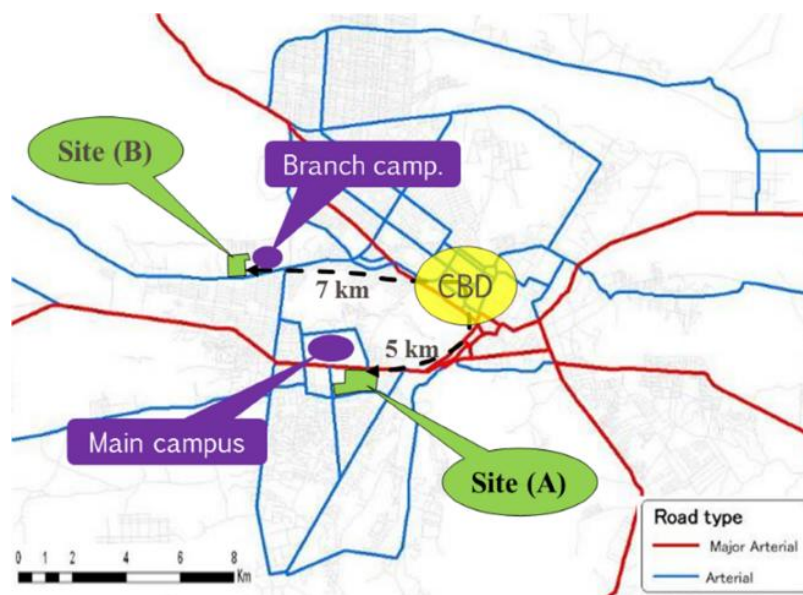 Site (B)
Branch camp.
CBD
7 km
5 km
Main campus
Site (A)
Road type
Major Arterial
Arterial
0 1 2 4 6 8
Km